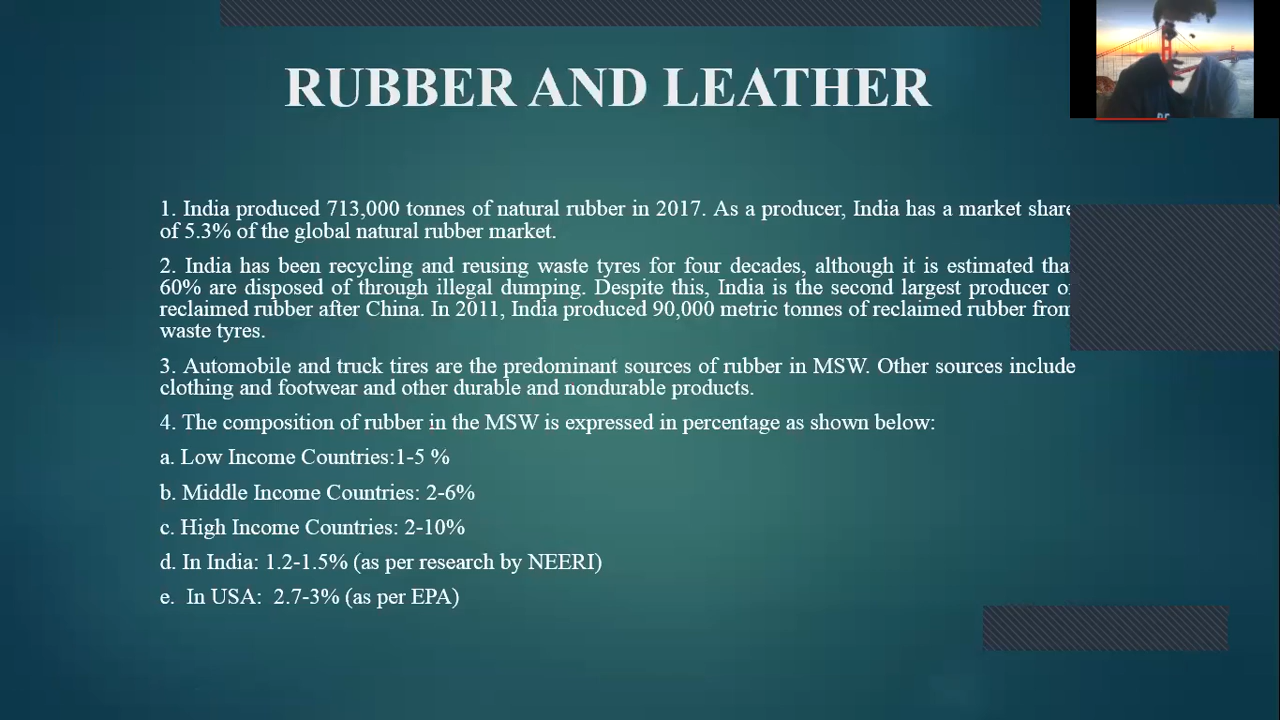 RUBBER AND LEATHER
1. India produced 713,000 tonnes of natural rubber in 2017. As a producer, India has a market share
of 5.3% of the global natural rubber market.
2. India has been recycling and reusing waste tyres for four decades, although it is estimated that
60% are disposed of through illegal dumping. Despite this, India is the second largest producer of
reclaimed rubber after China. In 2011, India produced 90,000 metric tonnes of reclaimed rubber from
waste tyres.
3. Automobile and truck tires are the predominant sources of rubber in MSW. Other sources include
clothing and footwear and other durable and nondurable products.
4. The composition of rubber in the MSW is expressed in percentage as shown below:
a. Low Income Countries:1-5 %
b. Middle Income Countries: 2-6%
c. High Income Countries: 2-10%
d. In India: 1.2-1.5% (as per research by NEERI)
e. In USA: 2.7-3% (as per EPA)